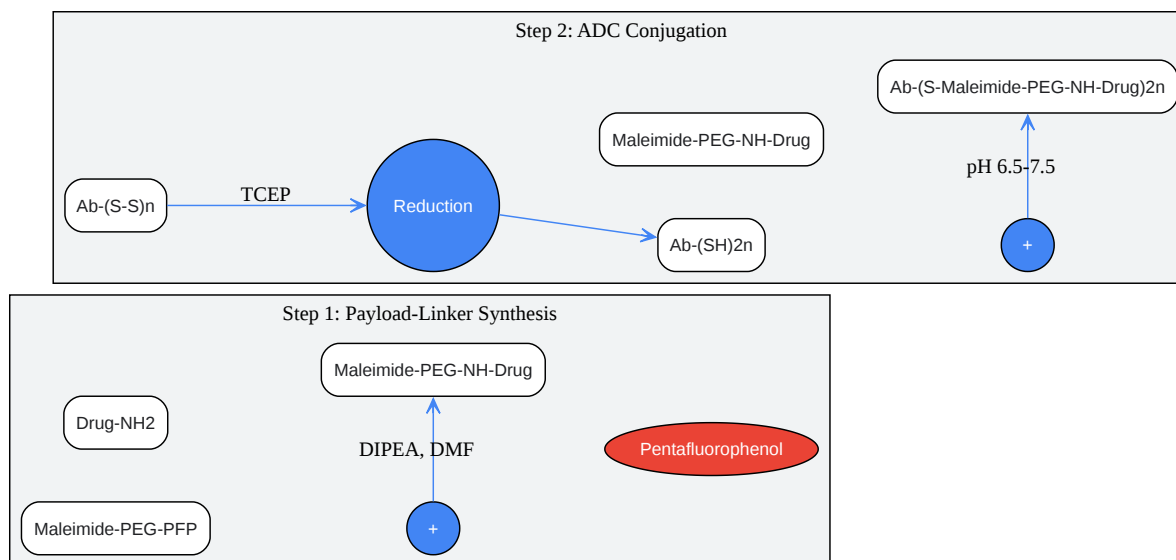 Step 2: ADC Conjugation
Ab-(S-Maleimide-PEG-NH-Drug)2n
Maleimide-PEG-NH-Drug
pH 6.5-7.5
Ab-(S-S)n
TCEP
Reduction
Ab-(SH)2n
+
Step 1: Payload-Linker Synthesis
Maleimide-PEG-NH-Drug
Drug-NH2
DIPEA, DMF
Pentafluorophenol
Maleimide-PEG-PFP
+